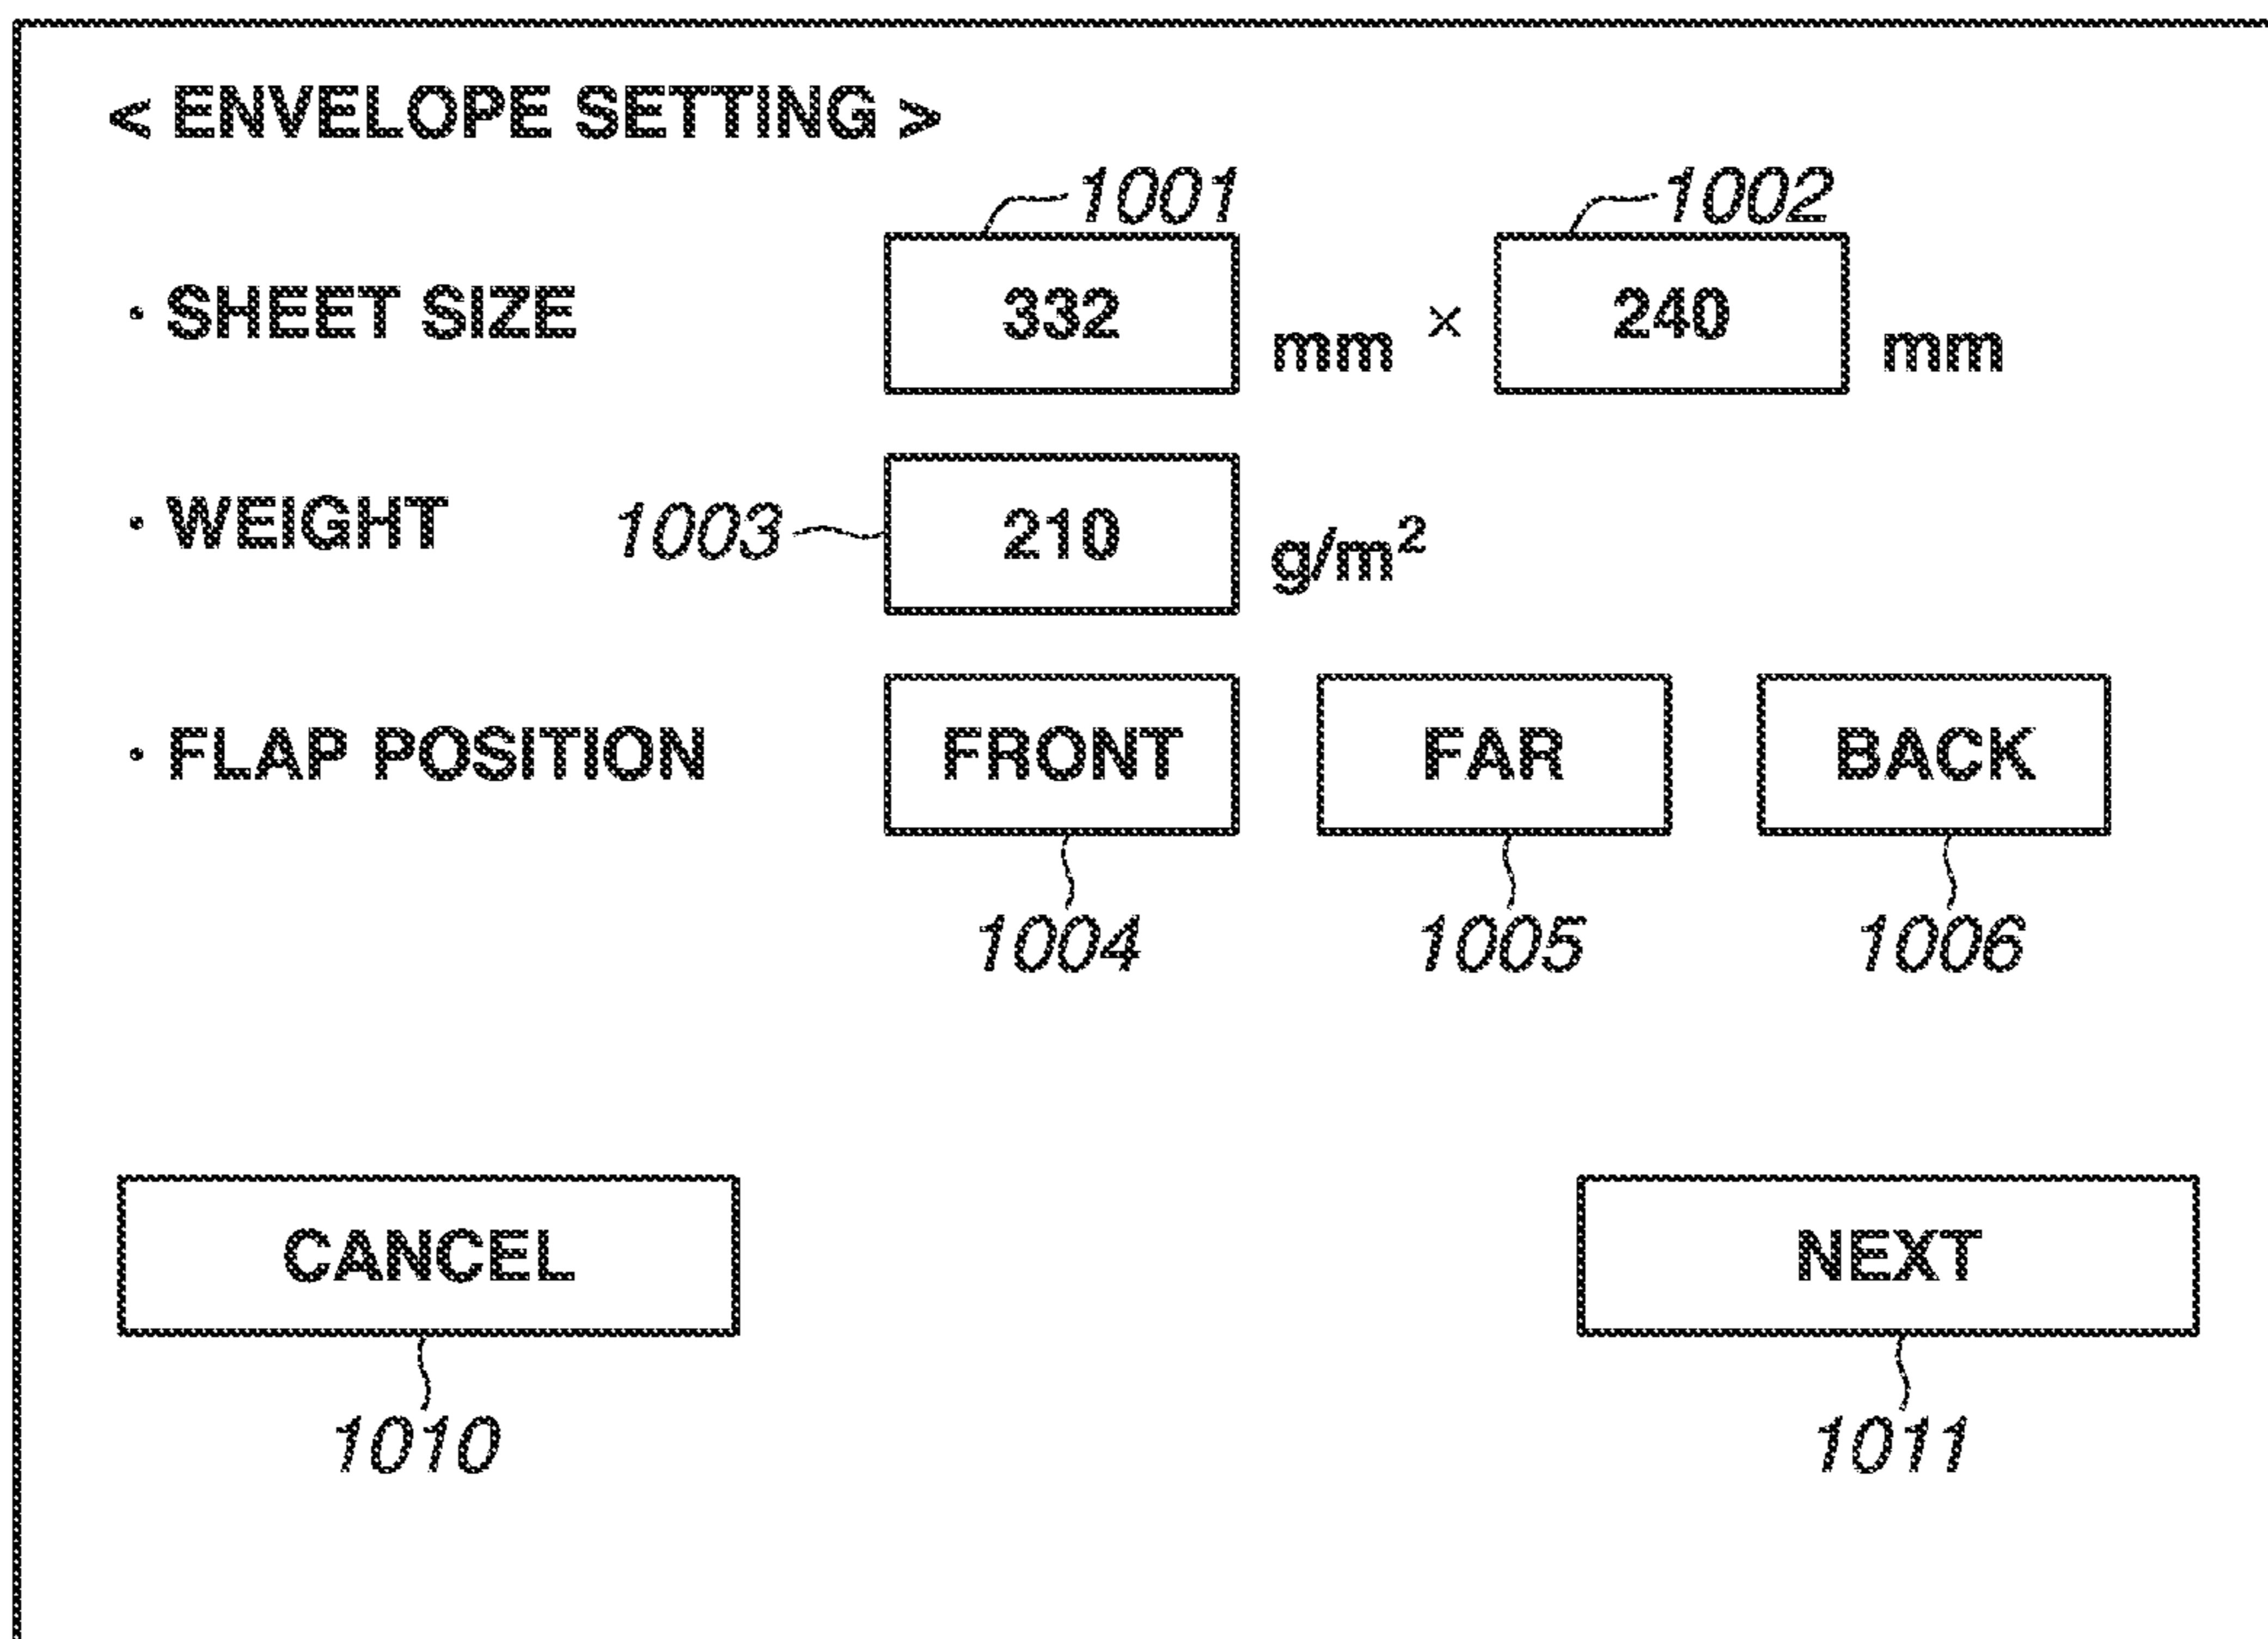 < ENVELOPE SETTING >
1001 1002
· SHEET SIZE 332 mm × 240 mm
· WEIGHT 1003 210 g/m²
· FLAP POSITION FRONT FAR BACK
1004 1005 1006
CANCEL NEXT
1010 1011